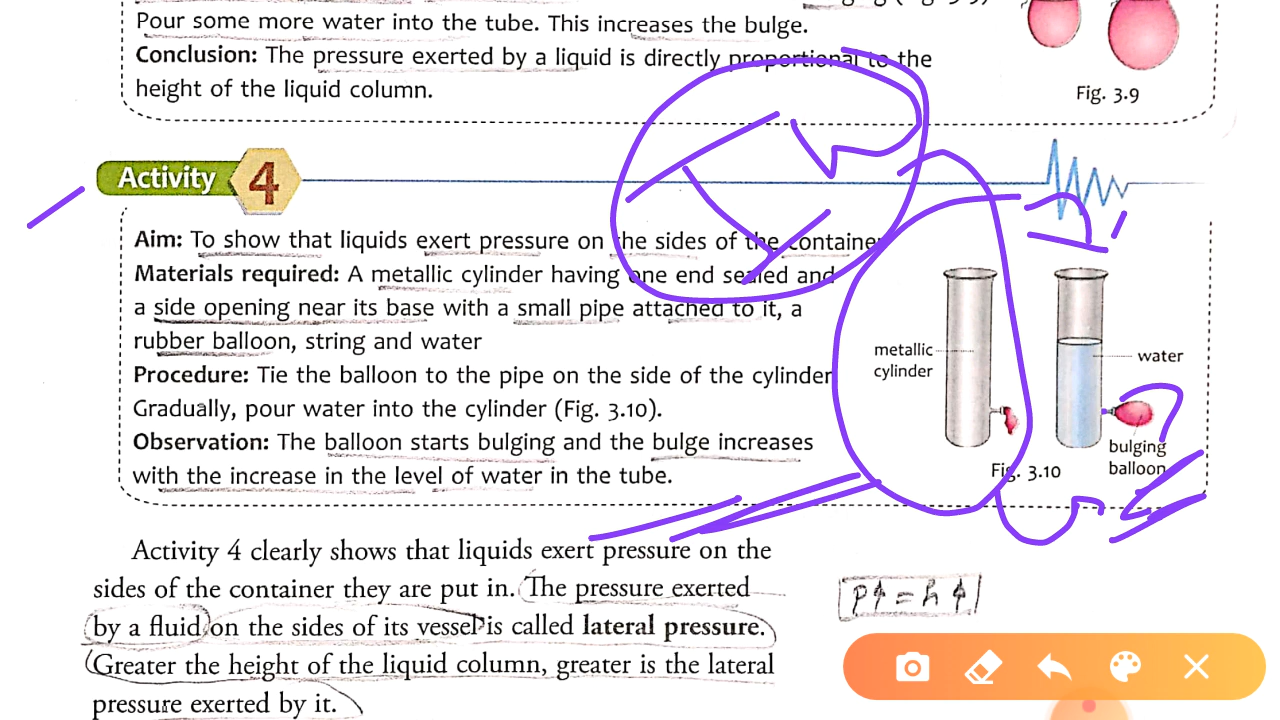 Pour some more water into the tube. This increases the bulge.
Conclusion: The pressure exerted by a liquid is directly proportional to the
height of the liquid column.
Fig. 3.9
Activity 4
Aim: To show that liquids exert pressure on the sides of the container
Materials required: A metallic cylinder having one end sealed and
a side opening near its base with a small pipe attached to it, a
rubber balloon, string and water
Procedure: Tie the balloon to the pipe on the side of the cylinder
Gradually, pour water into the cylinder (Fig. 3.10).
Observation: The balloon starts bulging and the bulge increases
with the increase in the level of water in the tube.
metallic
cylinder
water
bulging
balloon
Fig. 3.10
Activity 4 clearly shows that liquids exert pressure on the
sides of the container they are put in. The pressure exerted
by a fluid on the sides of its vessel is called lateral pressure.
Greater the height of the liquid column, greater is the lateral
pressure exerted by it.
P↑ = h↑